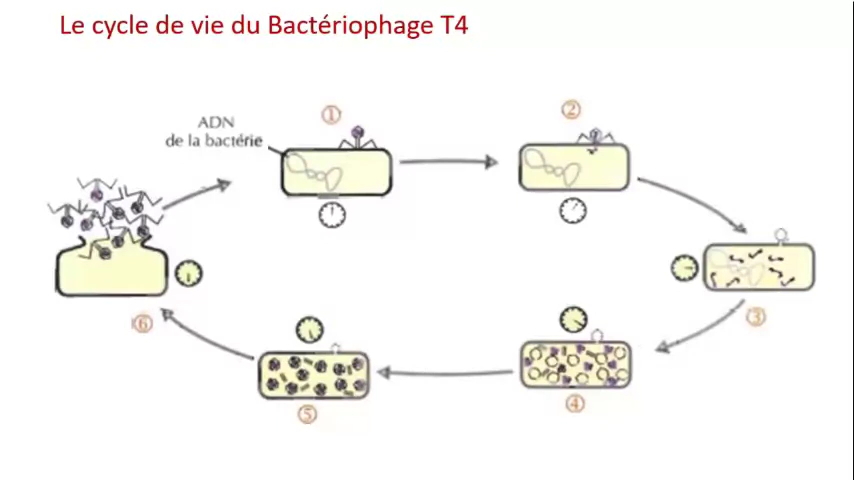 Le cycle de vie du Bactériophage T4
①
②
ADN
de la bactérie
③
⑥
④
⑤